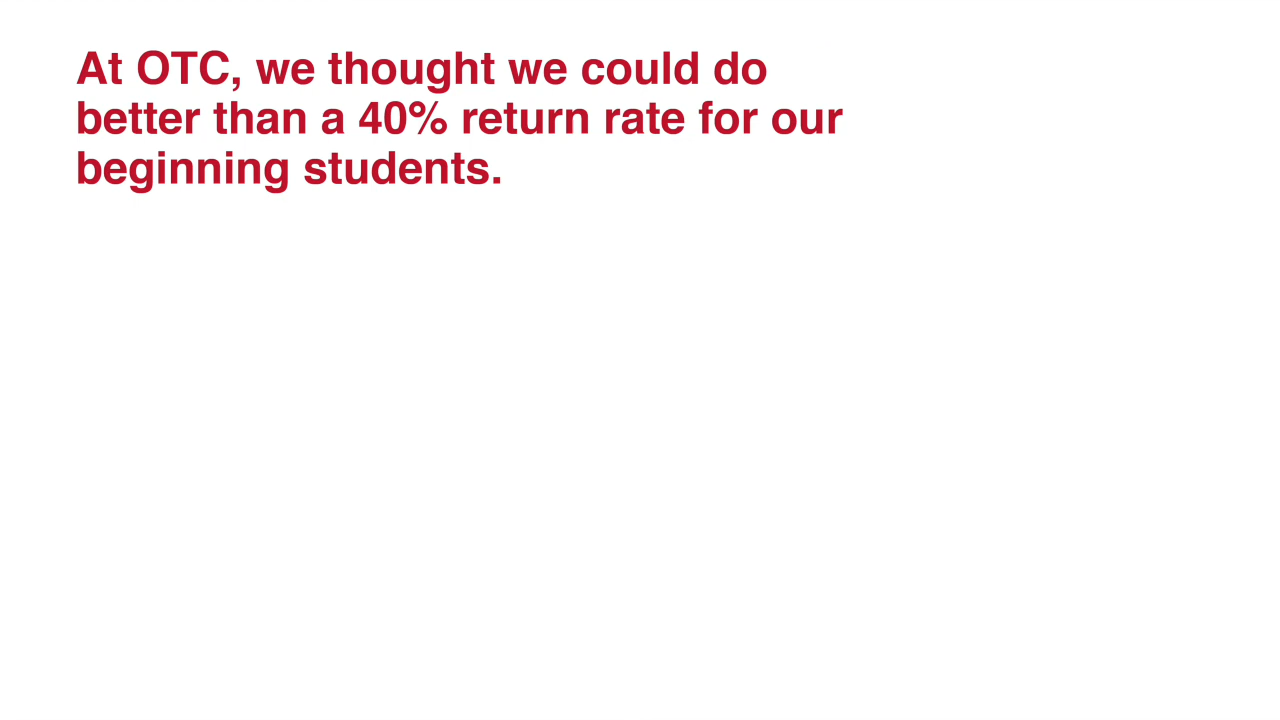 At OTC, we thought we could do
better than a 40% return rate for our
beginning students.